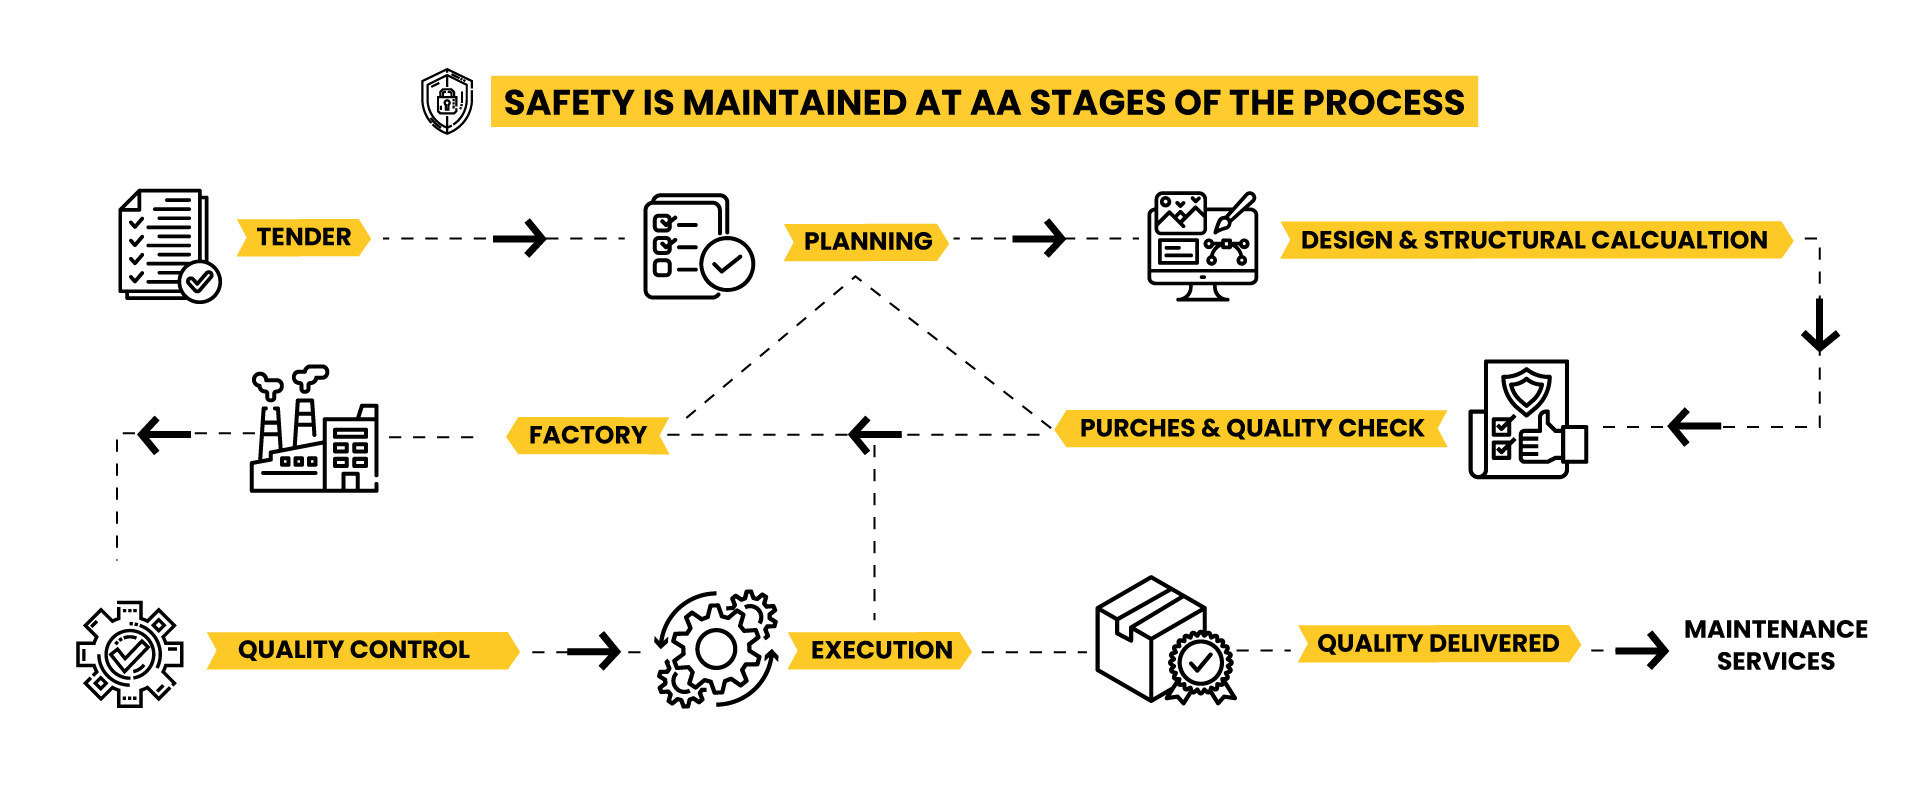 SAFETY IS MAINTAINED AT AA STAGES OF THE PROCESS
TENDER
PLANNING
DESIGN & STRUCTURAL CALCUALTION
PURCHES & QUALITY CHECK
FACTORY
QUALITY CONTROL
EXECUTION
QUALITY DELIVERED
MAINTENANCE
SERVICES